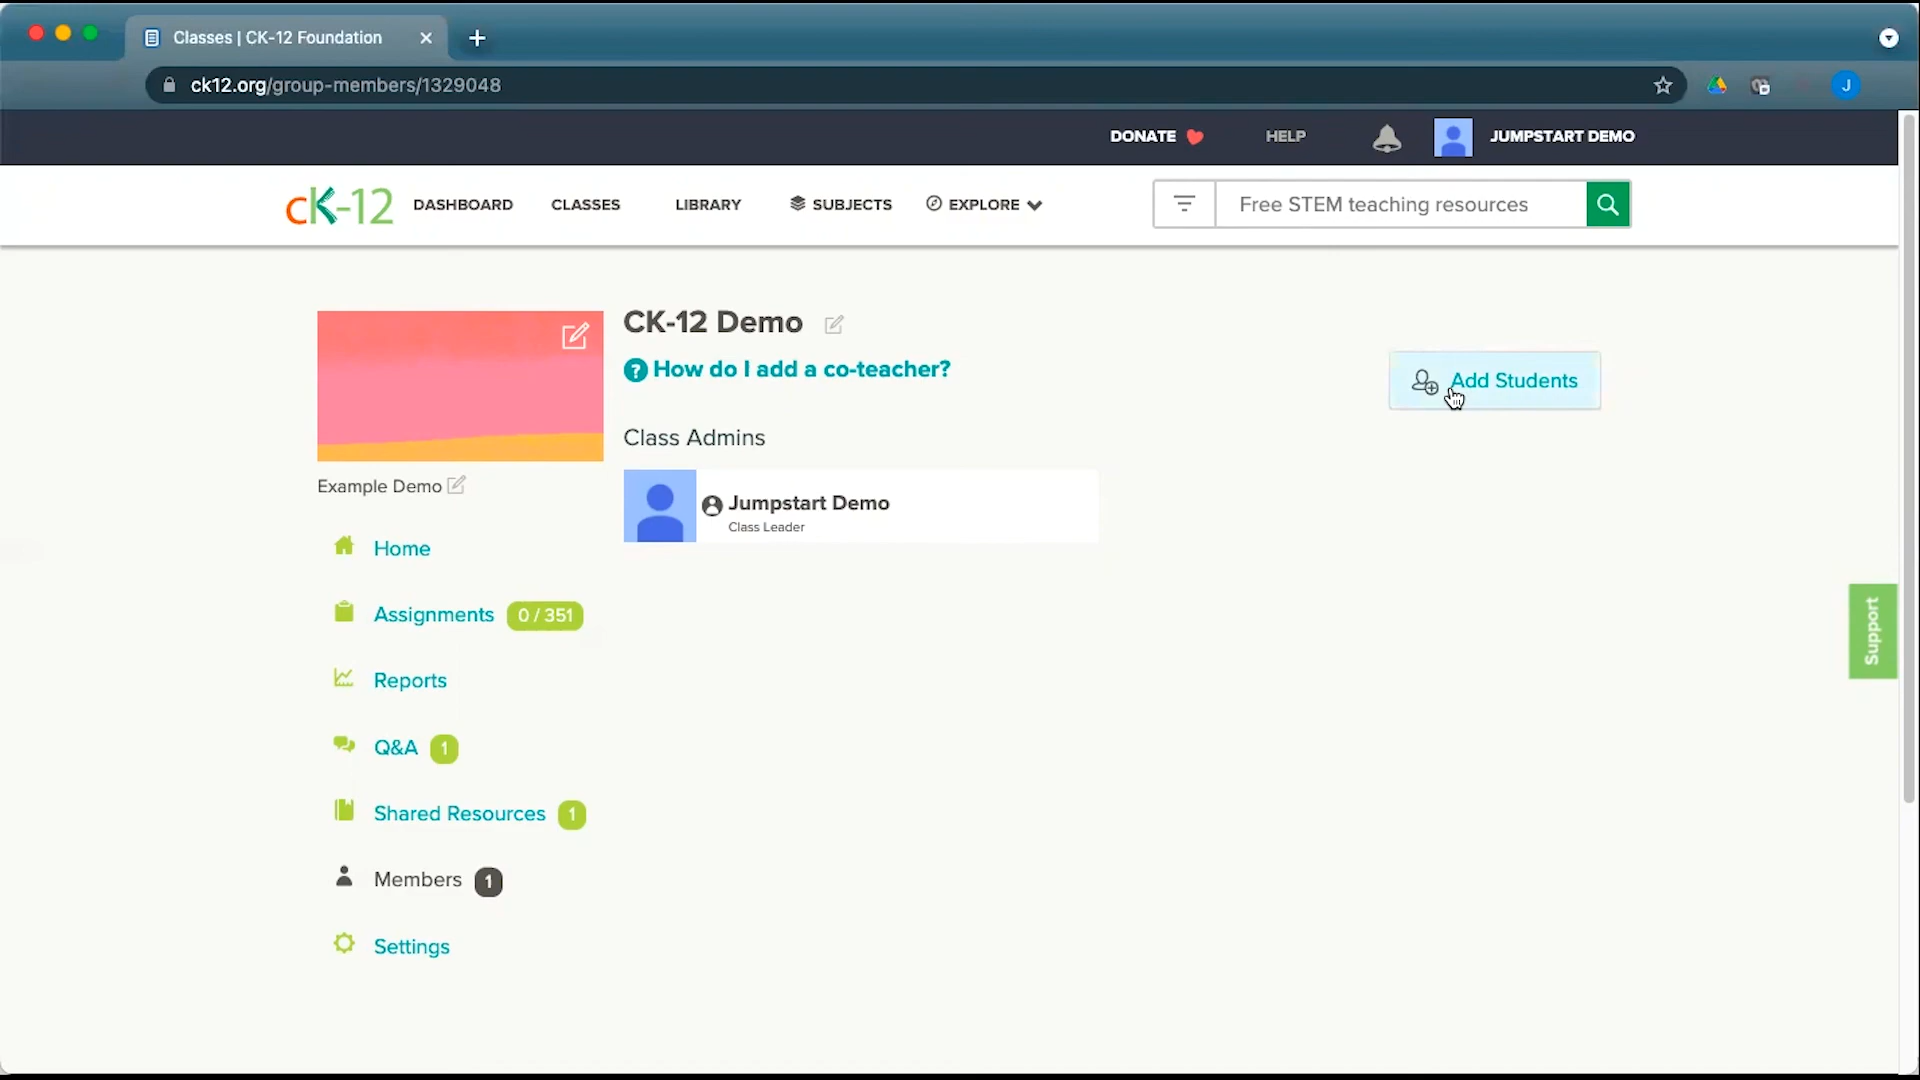 Classes | CK-12 Foundation
ck12.org/group-members/1329048
J
DONATE
HELP
JUMPSTART DEMO
cK-12
DASHBOARD
CLASSES
LIBRARY
SUBJECTS
EXPLORE
Free STEM teaching resources
CK-12 Demo
? How do I add a co-teacher?
Add Students
Class Admins
Jumpstart Demo
Class Leader
Example Demo
Home
Assignments 0 / 351
Reports
Q&A 1
Shared Resources 1
Members 1
Settings
Support